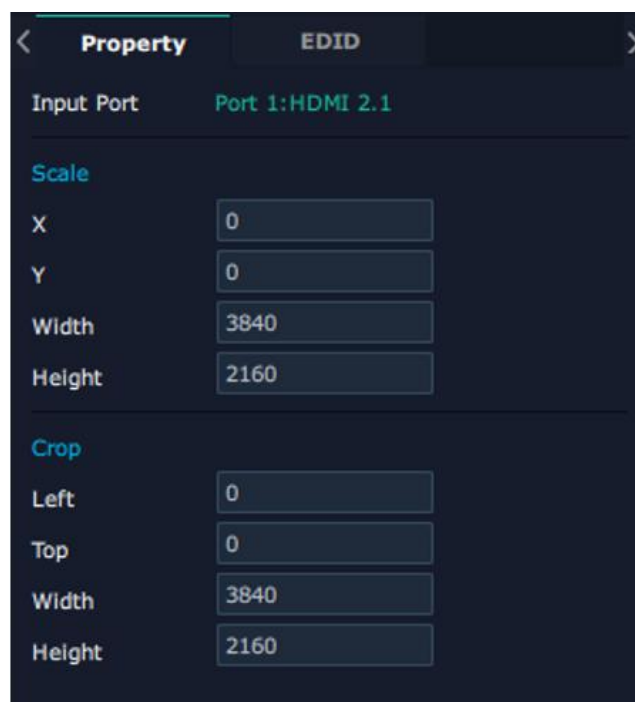 Property EDID
Input Port Port 1:HDMI 2.1
Scale
X 0
Y 0
Width 3840
Height 2160
Crop
Left 0
Top 0
Width 3840
Height 2160